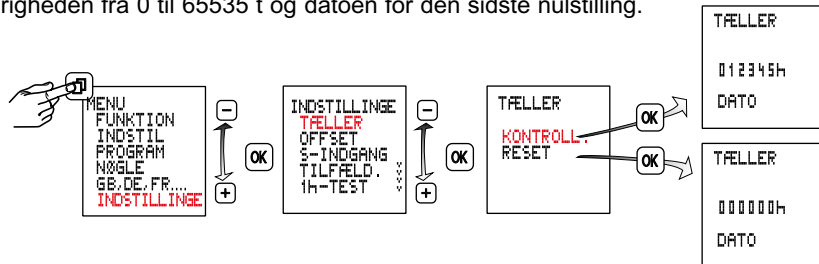 righeden fra 0 til 65535 t og datoen for den sidste nulstilling.
MENU
FUNKTION
INDSTIL
PROGRAM
NØGLE
GB,DE,FR....
INDSTILLINGE
−
+
OK
INDSTILLINGE
TÆLLER
OFFSET
S-INDGANG
TILFÆLD.
1h-TEST
−
+
OK
TÆLLER
KONTROLL.
RESET
OK
OK
TÆLLER
012345h
DATO
TÆLLER
000000h
DATO